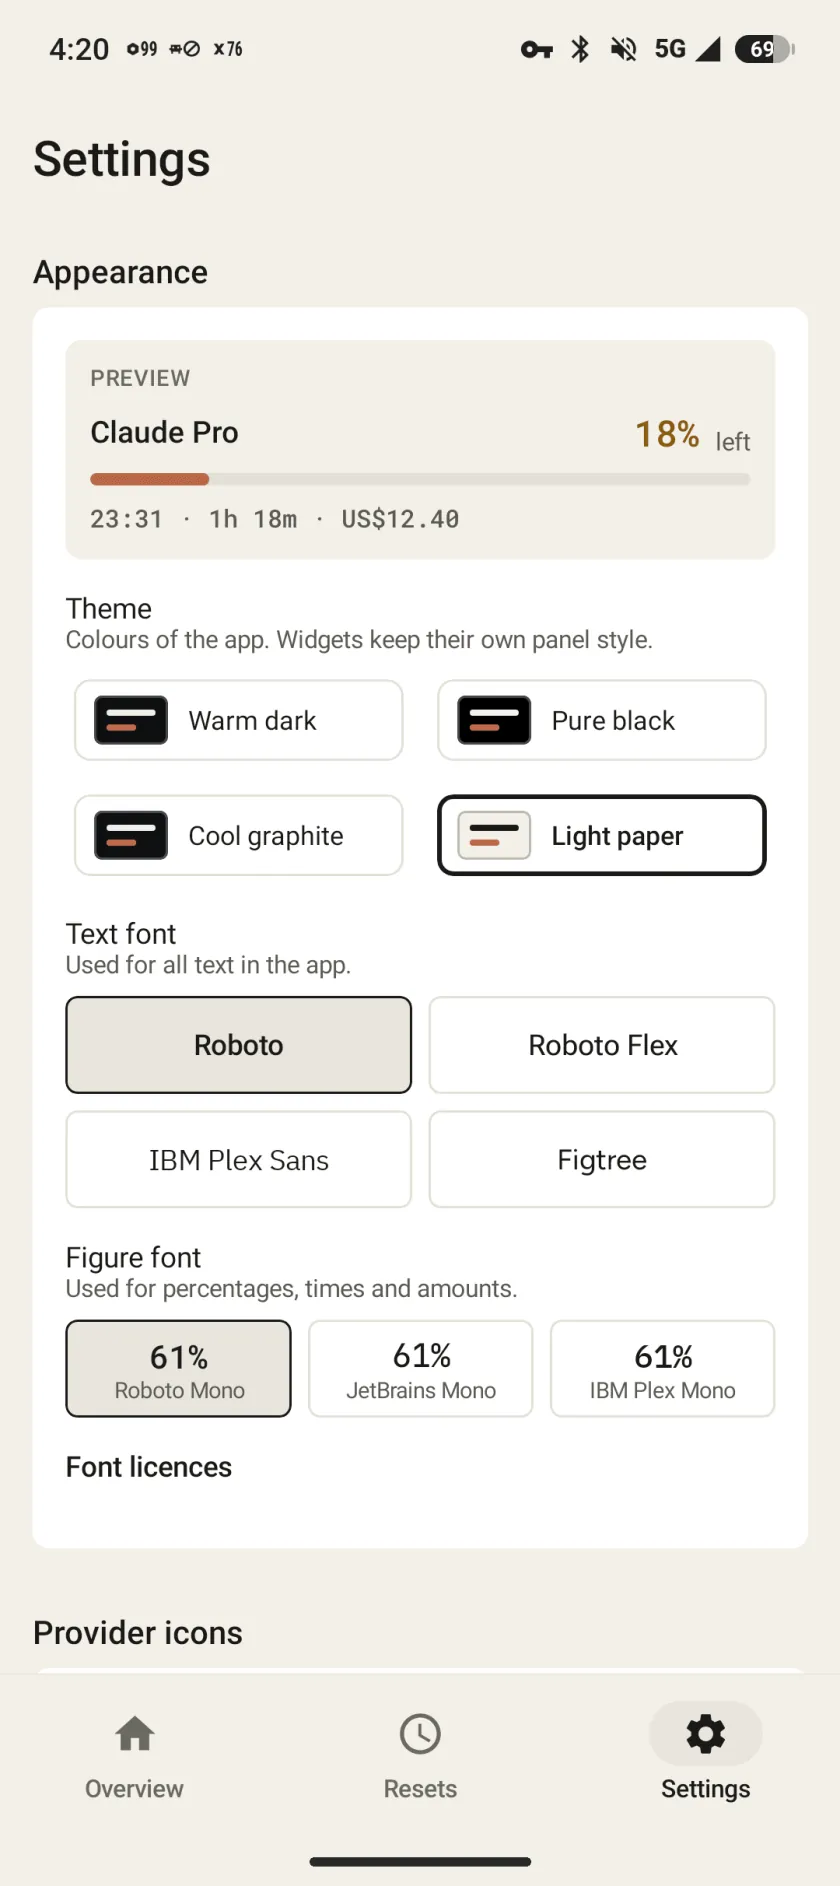 4:20 99 x 76 5G 69
Settings
Appearance
PREVIEW
Claude Pro 18% left
23:31 · 1h 18m · US$12.40
Theme
Colours of the app. Widgets keep their own panel style.
Warm dark Pure black
Cool graphite Light paper
Text font
Used for all text in the app.
Roboto Roboto Flex
IBM Plex Sans Figtree
Figure font
Used for percentages, times and amounts.
61% 61% 61%
Roboto Mono JetBrains Mono IBM Plex Mono
Font licences
Provider icons
Overview Resets Settings